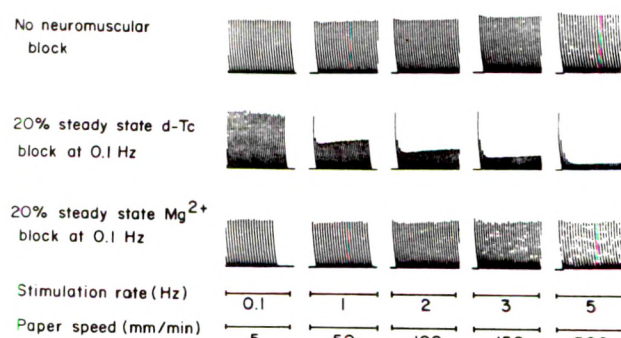 No neuromuscular
block
20% steady state d-Tc
block at 0.1 Hz
20% steady state Mg2+
block at 0.1 Hz
Stimulation rate (Hz)
0.1 1 2 3 5
Paper speed (mm/min)
5 50